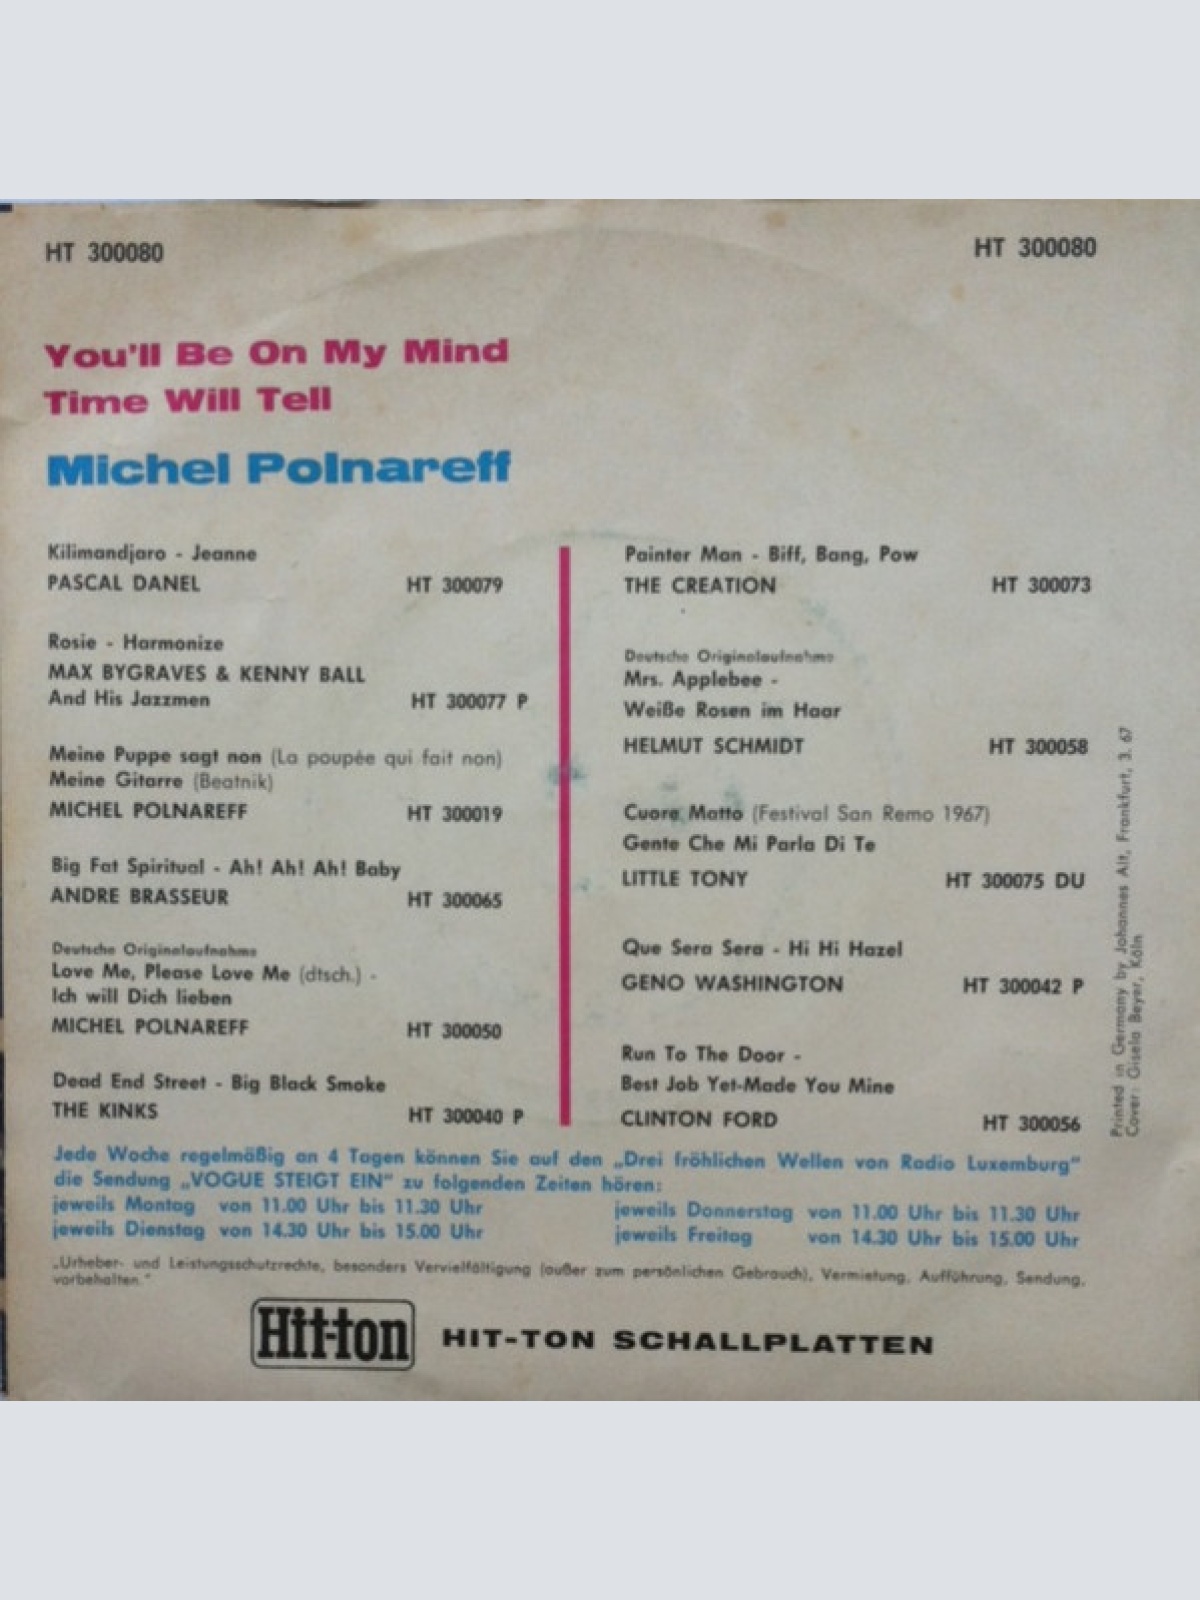 HT 300080
HT 300080
You'll Be On My Mind
Time Will Tell
Michel Polnareff
Kilimandjaro - Jeanne
PASCAL DANEL HT 300079
Rosie - Harmonize
MAX BYGRAVES & KENNY BALL
And His Jazzmen HT 300077 P
Meine Puppe sagt non (La poupée qui fait non)
Meine Gitarre (Beatnik)
MICHEL POLNAREFF HT 300019
Big Fat Spiritual - Ah! Ah! Ah! Baby
ANDRE BRASSEUR HT 300065
Deutsche Originalaufnahme
Love Me, Please Love Me (dtsch.) -
Ich will Dich lieben
MICHEL POLNAREFF HT 300050
Dead End Street - Big Black Smoke
THE KINKS HT 300040 P
Painter Man - Biff, Bang, Pow
THE CREATION HT 300073
Deutsche Originalaufnahme
Mrs. Applebee -
Weiße Rosen im Haar
HELMUT SCHMIDT HT 300058
Cuore Matto (Festival San Remo 1967)
Gente Che Mi Parla Di Te
LITTLE TONY HT 300075 DU
Que Sera Sera - Hi Hi Hazel
GENO WASHINGTON HT 300042 P
Run To The Door -
Best Job Yet-Made You Mine
CLINTON FORD HT 300056
Printed in Germany by Johannes Alt, Frankfurt, 3. 67
Cover: Gisela Beyer, Köln
Jede Woche regelmäßig an 4 Tagen können Sie auf den „Drei fröhlichen Wellen von Radio Luxemburg"
die Sendung „VOGUE STEIGT EIN" zu folgenden Zeiten hören:
jeweils Montag von 11.00 Uhr bis 11.30 Uhr
jeweils Dienstag von 14.30 Uhr bis 15.00 Uhr
jeweils Donnerstag von 11.00 Uhr bis 11.30 Uhr
jeweils Freitag von 14.30 Uhr bis 15.00 Uhr
„Urheber- und Leistungsschutzrechte, besonders Vervielfältigung (außer zum persönlichen Gebrauch), Vermietung, Aufführung, Sendung,
vorbehalten."
Hit-ton
HIT-TON SCHALLPLATTEN